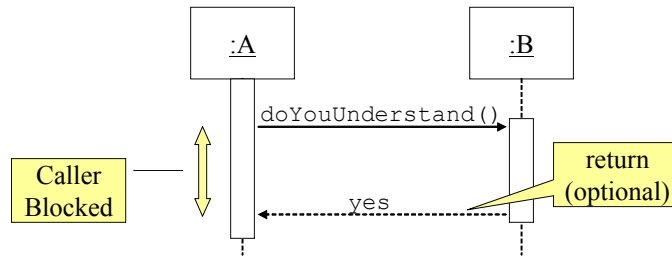 :A
:B
doYouUnderstand()
Caller
Blocked
return
(optional)
yes